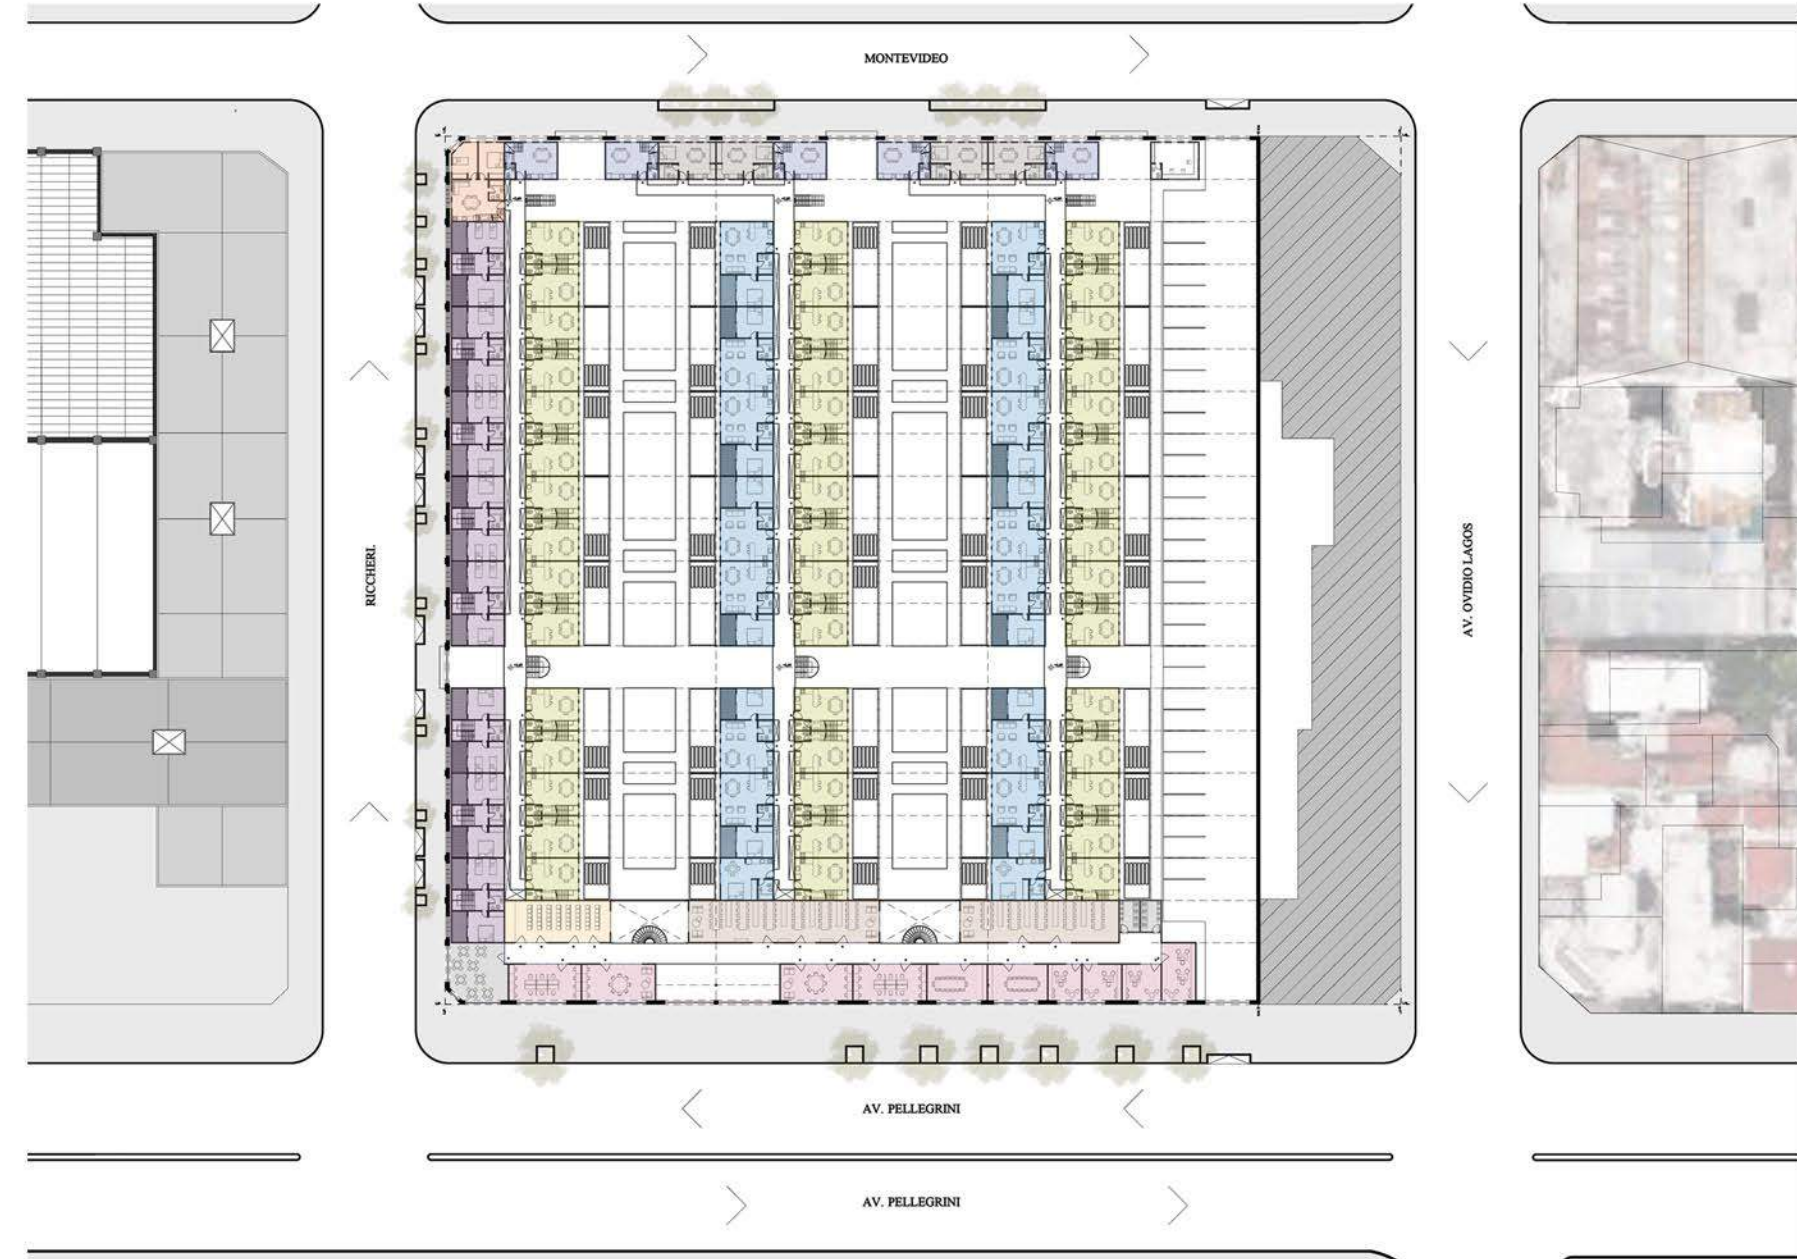 MONTEVIDEO
RICCHERI.
AV. OVIDIO LAGOS
AV. PELLEGRINI
AV. PELLEGRINI